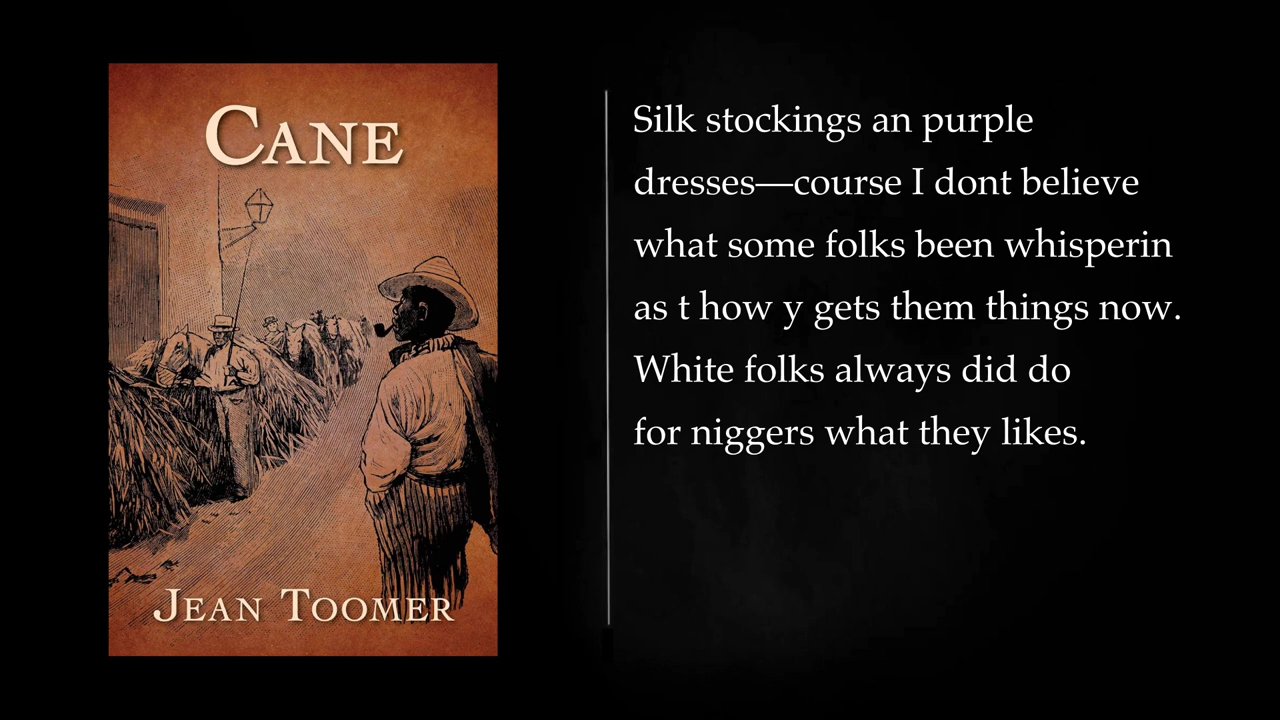 CANE
JEAN TOOMER
Silk stockings an purple
dresses—course I dont believe
what some folks been whisperin
as t how y gets them things now.
White folks always did do
for niggers what they likes.